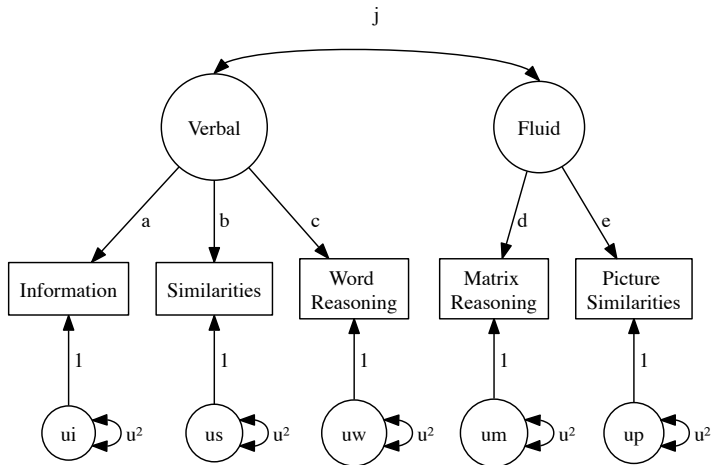 j
Verbal
Fluid
a
b
c
d
e
Information
Similarities
Word
Reasoning
Matrix
Reasoning
Picture
Similarities
1
1
1
1
1
ui
u²
us
u²
uw
u²
um
u²
up
u²